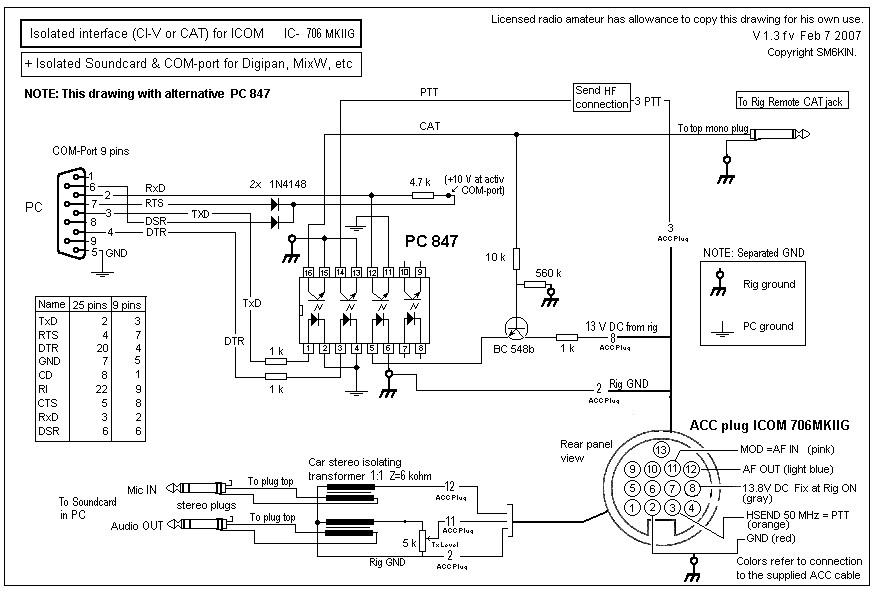 Isolated interface (CI-V or CAT) for ICOM IC- 706 MKIIG
Licensed radio amateur has allowance to copy this drawing for his own use.
V 1.3 f v Feb 7 2007
Copyright SM6KIN.
+ Isolated Soundcard & COM-port for Digipan, MixW, etc
NOTE: This drawing with alternative PC 847
PTT
Send HF
connection
3 PTT
To Rig Remote CAT jack
CAT
To top mono plug
COM-Port 9 pins
PC
1
6
2
7
3
8
4
9
5
GND
RxD
RTS
TXD
DSR
DTR
2x 1N4148
4.7 k
(+10 V at activ
COM-port)
PC 847
16 15 14 13 12 11 10 9
1 2 3 4 5 6 7 8
TxD
DTR
1 k
1 k
10 k
560 k
BC 548b
1 k
13 V DC from rig
8
ACC Plug
3
ACC Plug
2 Rig GND
ACC Plug
NOTE: Separated GND
Rig ground
PC ground
Name 25 pins 9 pins
TxD 2 3
RTS 4 7
DTR 20 4
GND 7 5
CD 8 1
RI 22 9
CTS 5 8
RxD 3 2
DSR 6 6
ACC plug ICOM 706MKIIG
Rear panel
view
13
9 10 11 12
5 6 7 8
1 2 3 4
MOD =AF IN (pink)
AF OUT (light blue)
13.8V DC Fix at Rig ON
(gray)
HSEND 50 MHz = PTT
(orange)
GND (red)
Colors refer to connection
to the supplied ACC cable
Car stereo isolating
transformer 1:1 Z=6 kohm
To Soundcard
in PC
Mic IN
To plug top
stereo plugs
Audio OUT
To plug top
12
ACC Plug
11
ACC Plug
5 k
Tx Level
2
ACC Plug
Rig GND